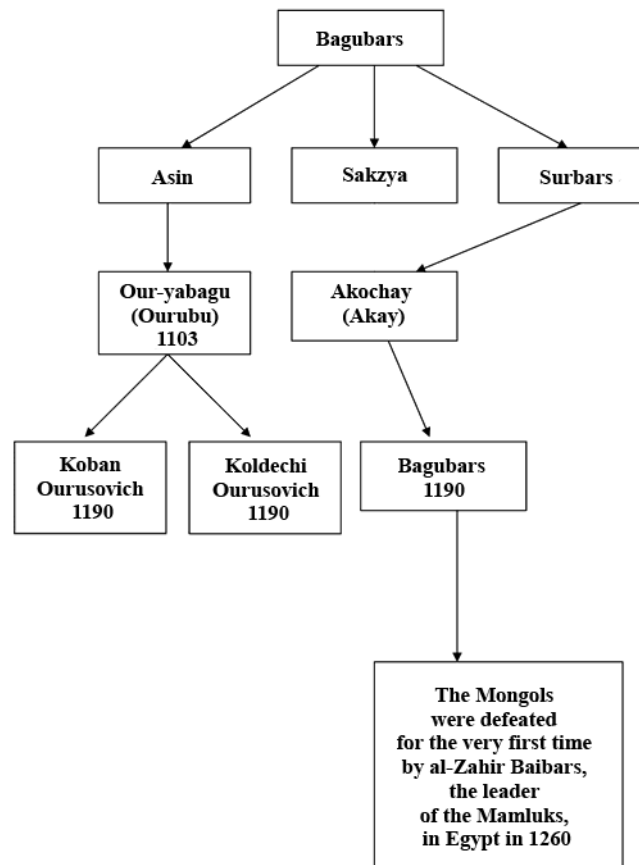 Bagubars
Asin
Sakzya
Surbars
Our-yabagu
(Ourubu)
1103
Akochay
(Akay)
Koban
Ourusovich
1190
Koldechi
Ourusovich
1190
Bagubars
1190
The Mongols
were defeated
for the very first time
by al-Zahir Baibars,
the leader
of the Mamluks,
in Egypt in 1260